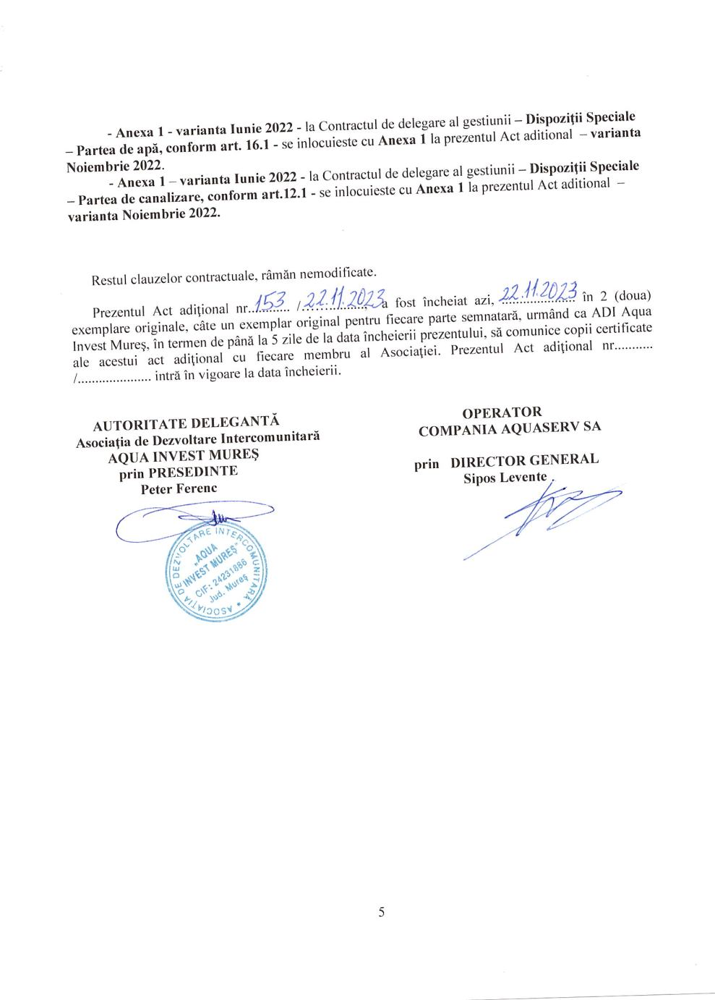 - Anexa 1 - varianta Iunie 2022 - la Contractul de delegare al gestiunii – Dispoziţii Speciale
– Partea de apă, conform art. 16.1 - se inlocuieste cu Anexa 1 la prezentul Act aditional – varianta
Noiembrie 2022.
- Anexa 1 – varianta Iunie 2022 - la Contractul de delegare al gestiunii – Dispoziţii Speciale
– Partea de canalizare, conform art.12.1 - se inlocuieste cu Anexa 1 la prezentul Act aditional –
varianta Noiembrie 2022.
Restul clauzelor contractuale, râmăn nemodificate.
Prezentul Act adiţional nr. 153 / 22.11.2023 a fost încheiat azi, 22.11.2023 în 2 (doua)
exemplare originale, câte un exemplar original pentru fiecare parte semnatară, urmând ca ADI Aqua
Invest Mureş, în termen de până la 5 zile de la data încheierii prezentului, să comunice copii certificate
ale acestui act adiţional cu fiecare membru al Asociaţiei. Prezentul Act adiţional nr...........
/..................... intră în vigoare la data încheierii.
AUTORITATE DELEGANTĂ
Asociaţia de Dezvoltare Intercomunitară
AQUA INVEST MUREŞ
prin PRESEDINTE
Peter Ferenc
OPERATOR
COMPANIA AQUASERV SA
prin DIRECTOR GENERAL
Sipos Levente
ASOCIAŢIA DE DEZVOLTARE INTERCOMUNITARĂ
„AQUA
INVEST MUREŞ”
CIF: 24231886
Jud. Mureş
5